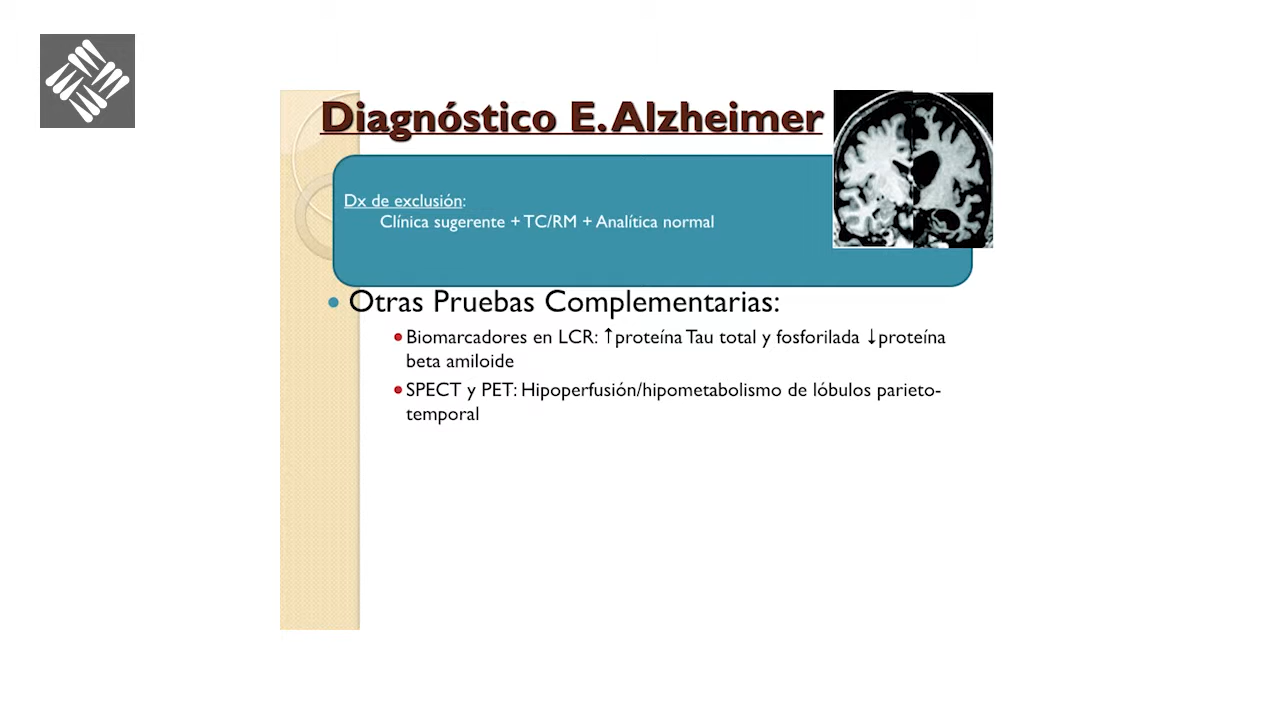 Diagnóstico E. Alzheimer
Dx de exclusión:
Clínica sugerente + TC/RM + Analítica normal
• Otras Pruebas Complementarias:
• Biomarcadores en LCR: ↑proteína Tau total y fosforilada ↓proteína
beta amiloide
• SPECT y PET: Hipoperfusión/hipometabolismo de lóbulos parieto-
temporal